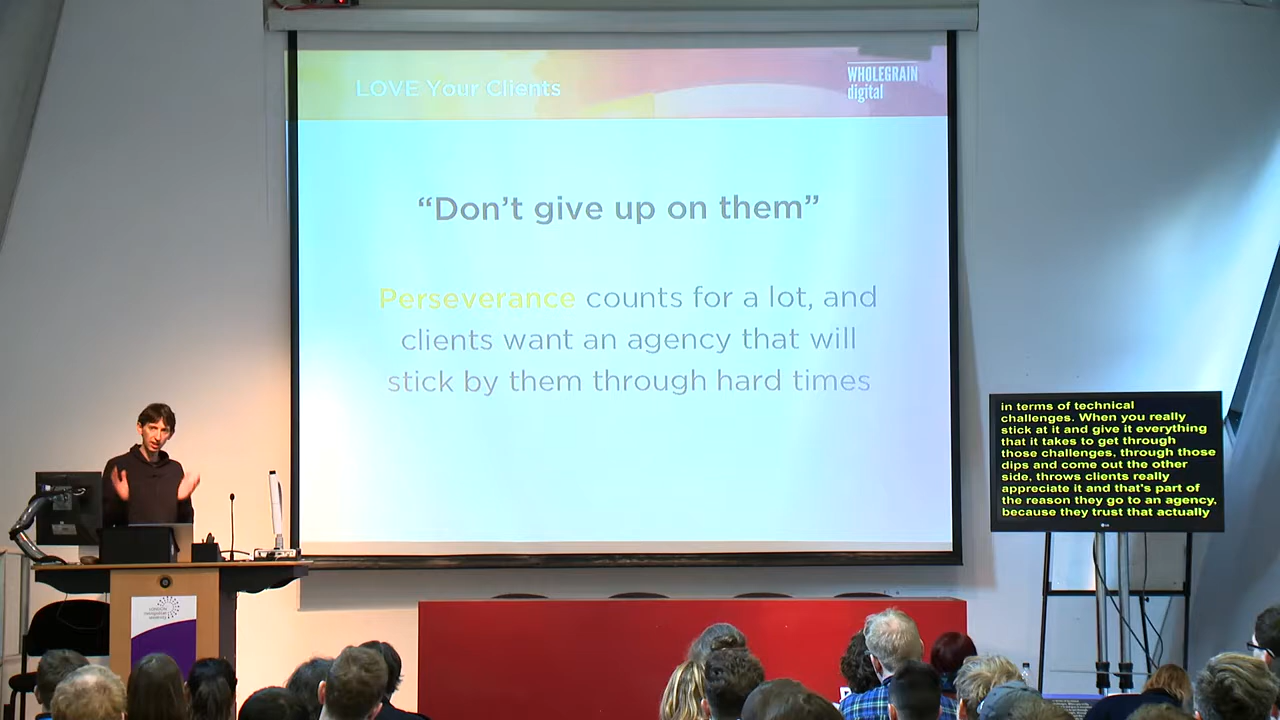 LOVE Your Clients
WHOLEGRAIN
digital
“Don’t give up on them”
Perseverance counts for a lot, and
clients want an agency that will
stick by them through hard times
in terms of technical
challenges. When you really
stick at it and give it everything
that it takes to get through
those challenges, through those
dips and come out the other
side, throws clients really
appreciate it and that's part of
the reason they go to an agency,
because they trust that actually
LG